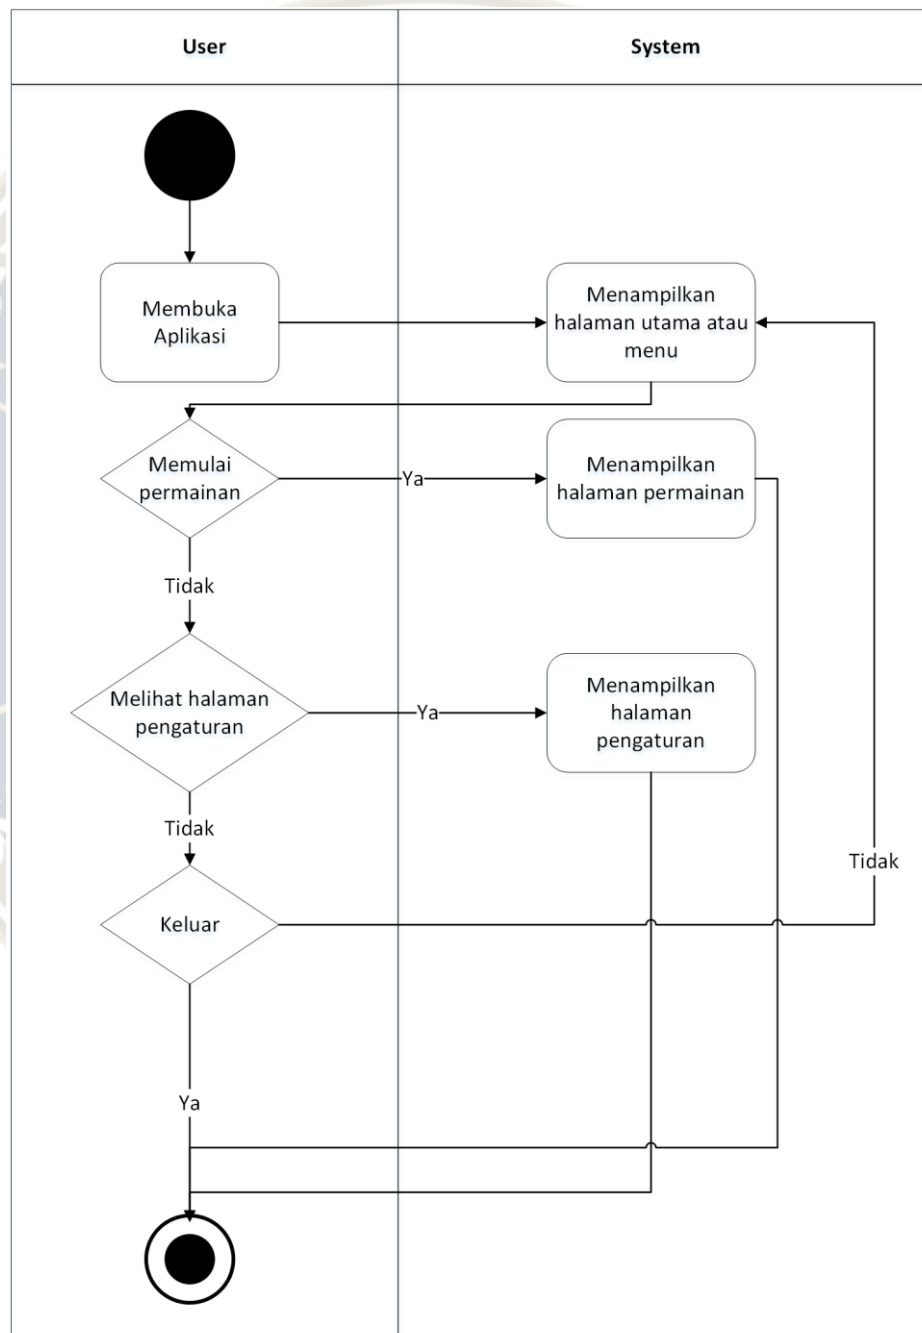 User
System
Membuka
Aplikasi
Menampilkan
halaman utama atau
menu
Memulai
permainan
Ya
Menampilkan
halaman permainan
Tidak
Melihat halaman
pengaturan
Ya
Menampilkan
halaman
pengaturan
Tidak
Tidak
Keluar
Ya